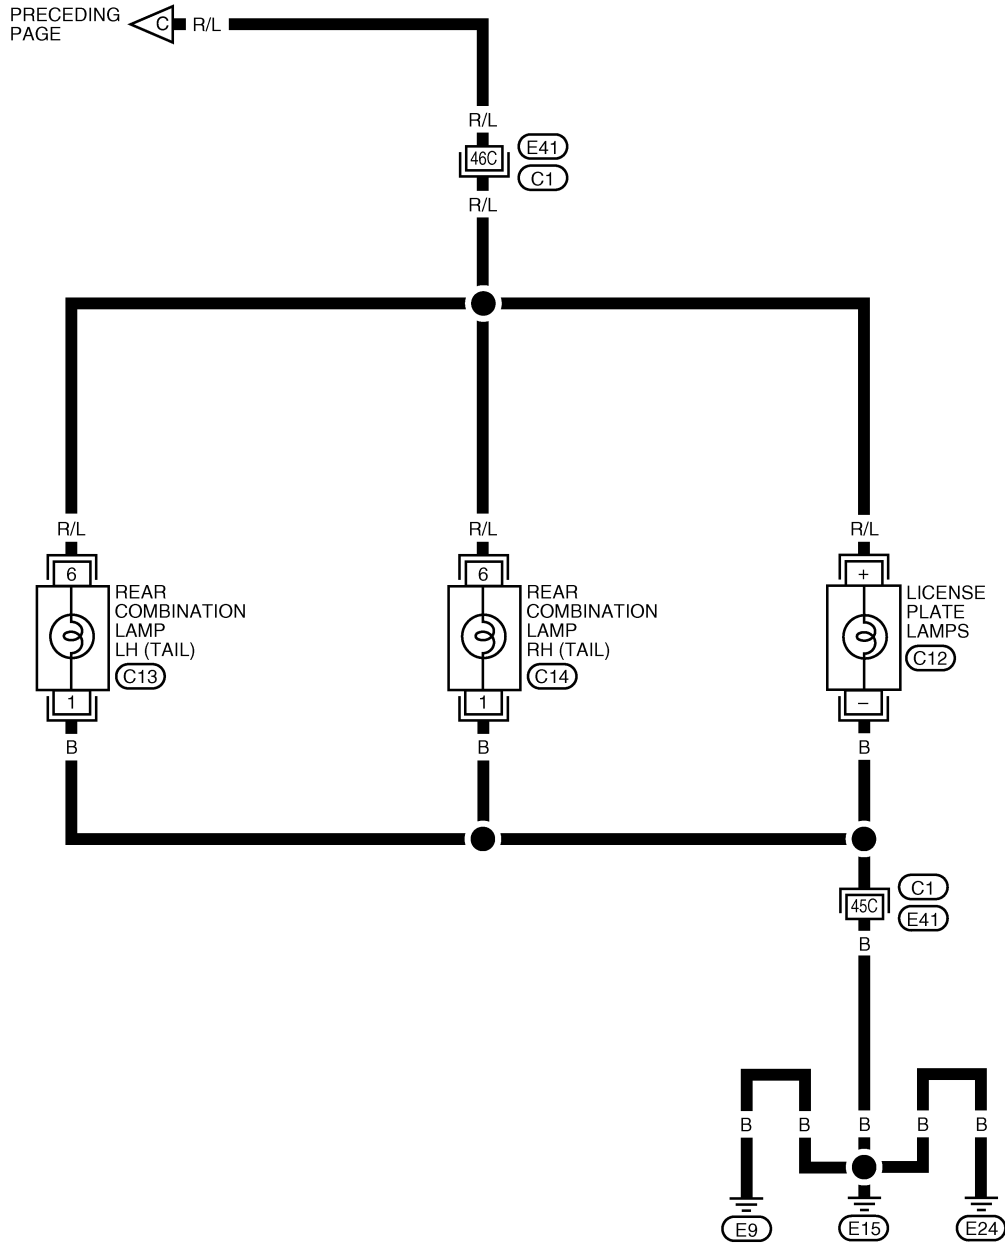 PRECEDING
PAGE
C
R/L
R/L
46C
E41
C1
R/L
R/L
R/L
R/L
6
6
+
REAR
COMBINATION
LAMP
LH (TAIL)
C13
REAR
COMBINATION
LAMP
RH (TAIL)
C14
LICENSE
PLATE
LAMPS
C12
1
1
–
B
B
B
C1
45C
E41
B
B
B
B
B
B
E9
E15
E24